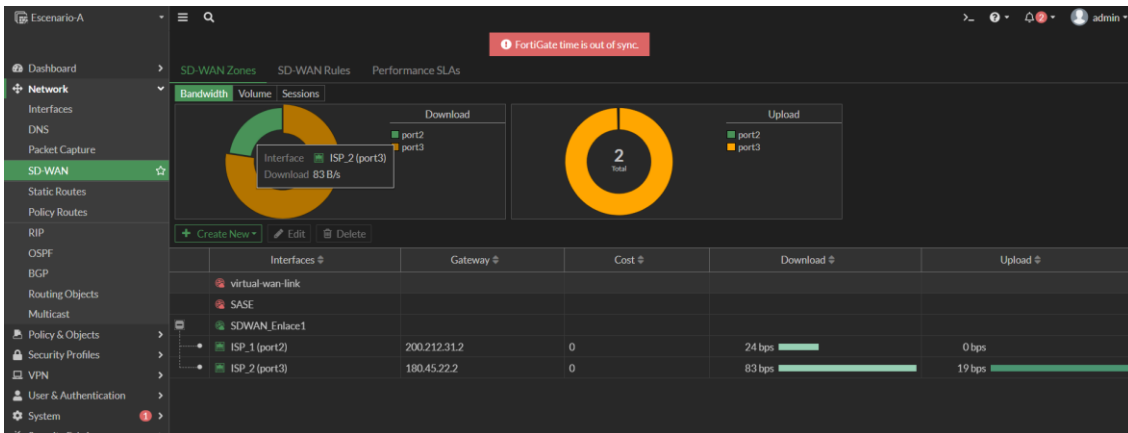 Escenario-A
>_ admin
2
FortiGate time is out of sync.
Dashboard
Network
Interfaces
DNS
Packet Capture
SD-WAN
Static Routes
Policy Routes
RIP
OSPF
BGP
Routing Objects
Multicast
Policy & Objects
Security Profiles
VPN
User & Authentication
System 1
SD-WAN Zones SD-WAN Rules Performance SLAs
Bandwidth Volume Sessions
Download
port2
port3
Interface ISP_2 (port3)
Download 83 B/s
Upload
port2
port3
2
Total
+ Create New Edit Delete
Interfaces Gateway Cost Download Upload
virtual-wan-link
SASE
SDWAN_Enlace1
ISP_1 (port2) 200.212.31.2 0 24 bps 0 bps
ISP_2 (port3) 180.45.22.2 0 83 bps 19 bps